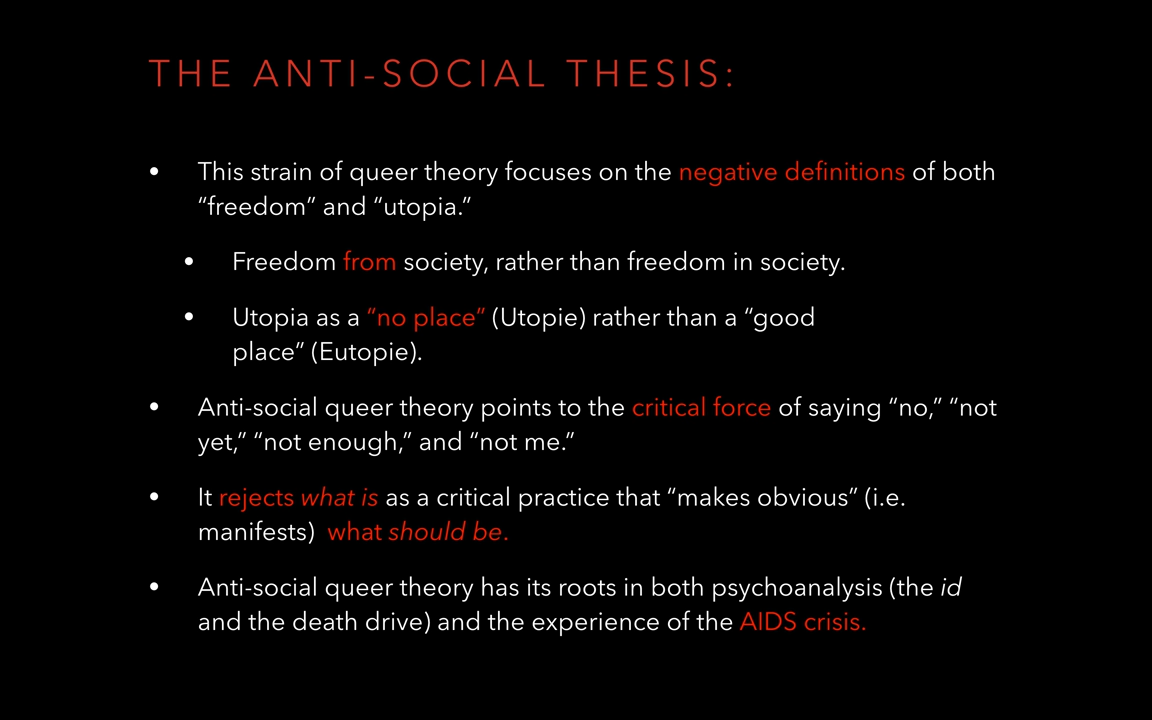 THE ANTI-SOCIAL THESIS:
• This strain of queer theory focuses on the negative definitions of both
“freedom” and “utopia.”
• Freedom from society, rather than freedom in society.
• Utopia as a “no place” (Utopie) rather than a “good
place” (Eutopie).
• Anti-social queer theory points to the critical force of saying “no,” “not
yet,” “not enough,” and “not me.”
• It rejects what is as a critical practice that “makes obvious” (i.e.
manifests) what should be.
• Anti-social queer theory has its roots in both psychoanalysis (the id
and the death drive) and the experience of the AIDS crisis.